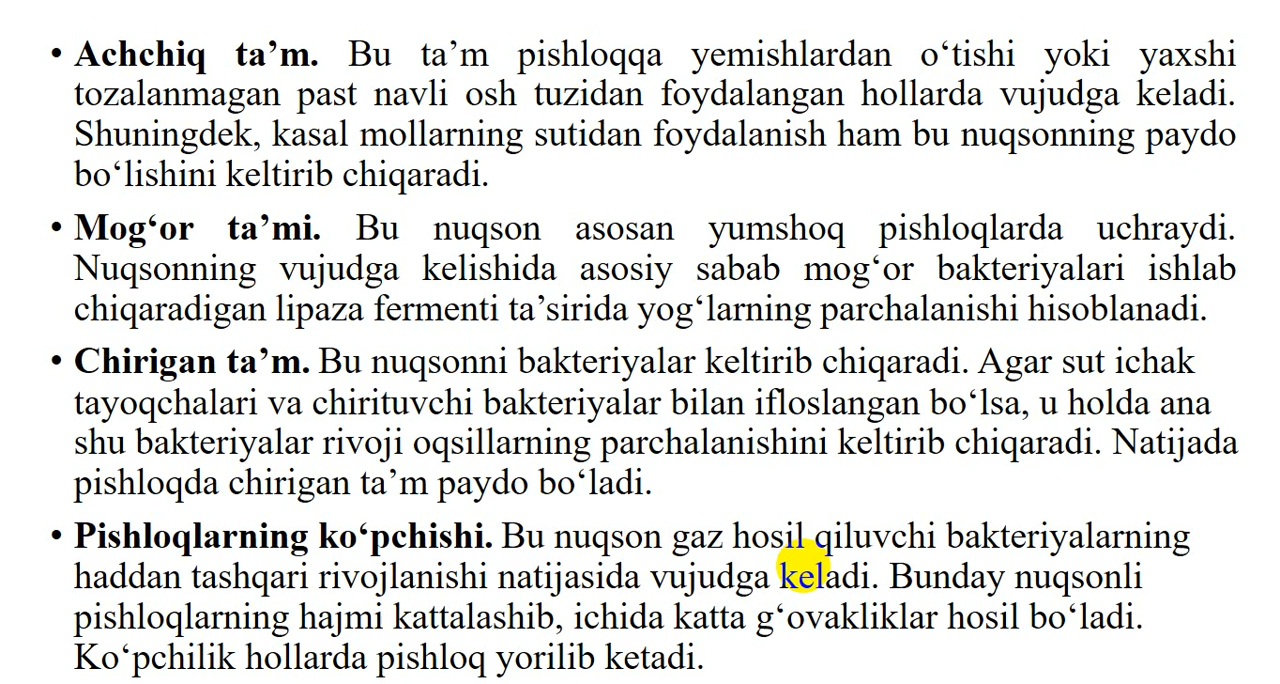 • Achchiq ta’m. Bu ta’m pishloqqa yemishlardan o‘tishi yoki yaxshi
tozalanmagan past navli osh tuzidan foydalangan hollarda vujudga keladi.
Shuningdek, kasal mollarning sutidan foydalanish ham bu nuqsonning paydo
bo‘lishini keltirib chiqaradi.
• Mog‘or ta’mi. Bu nuqson asosan yumshoq pishloqlarda uchraydi.
Nuqsonning vujudga kelishida asosiy sabab mog‘or bakteriyalari ishlab
chiqaradigan lipaza fermenti ta’sirida yog‘larning parchalanishi hisoblanadi.
• Chirigan ta’m. Bu nuqsonni bakteriyalar keltirib chiqaradi. Agar sut ichak
tayoqchalari va chirituvchi bakteriyalar bilan ifloslangan bo‘lsa, u holda ana
shu bakteriyalar rivoji oqsillarning parchalanishini keltirib chiqaradi. Natijada
pishloqda chirigan ta’m paydo bo‘ladi.
• Pishloqlarning ko‘pchishi. Bu nuqson gaz hosil qiluvchi bakteriyalarning
haddan tashqari rivojlanishi natijasida vujudga keladi. Bunday nuqsonli
pishloqlarning hajmi kattalashib, ichida katta g‘ovakliklar hosil bo‘ladi.
Ko‘pchilik hollarda pishloq yorilib ketadi.